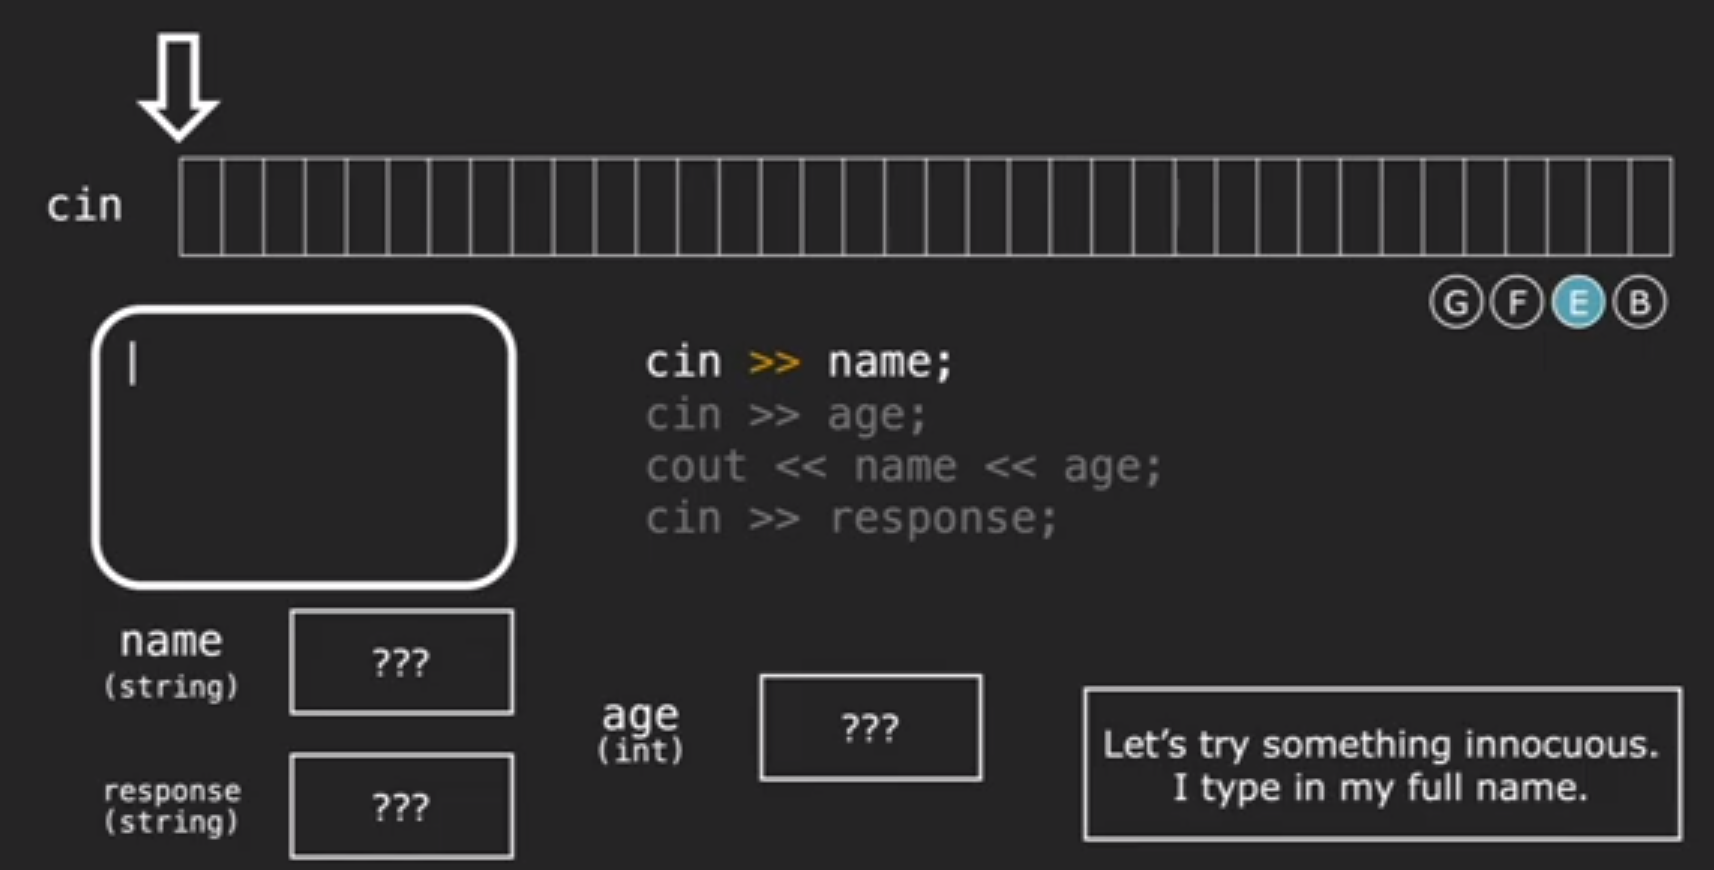 cin
G F E B
|
cin >> name;
cin >> age;
cout << name << age;
cin >> response;
name
(string)
???
age
(int)
???
response
(string)
???
Let's try something innocuous.
I type in my full name.